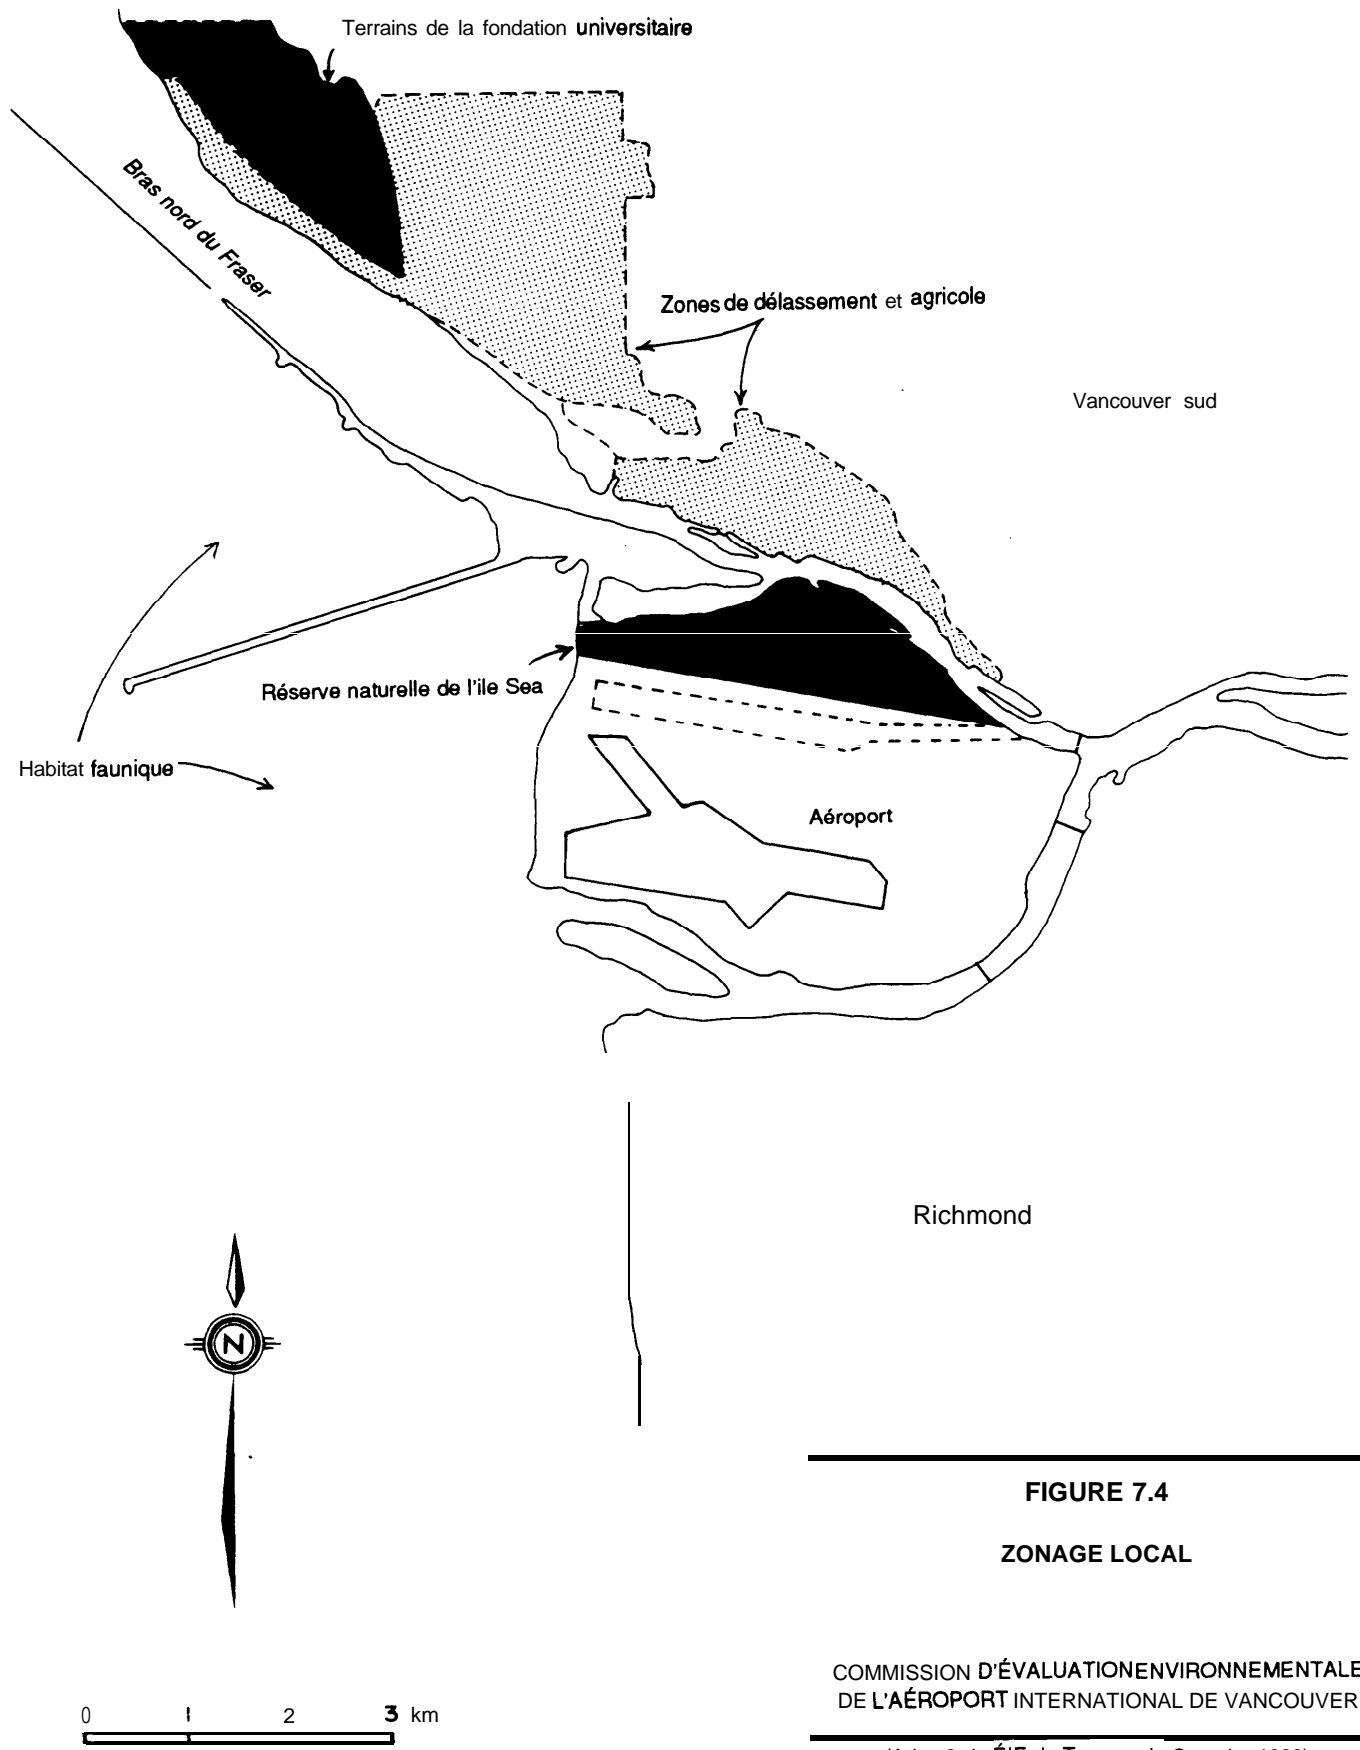 Terrains de la fondation universitaire
Bras nord du Fraser
Zones de délassement et agricole
Vancouver sud
Réserve naturelle de l'île Sea
Habitat faunique
Aéroport
Richmond
N
FIGURE 7.4
ZONAGE LOCAL
COMMISSION D'ÉVALUATION ENVIRONNEMENTALE
DE L'AÉROPORT INTERNATIONAL DE VANCOUVER
0 1 2 3 km